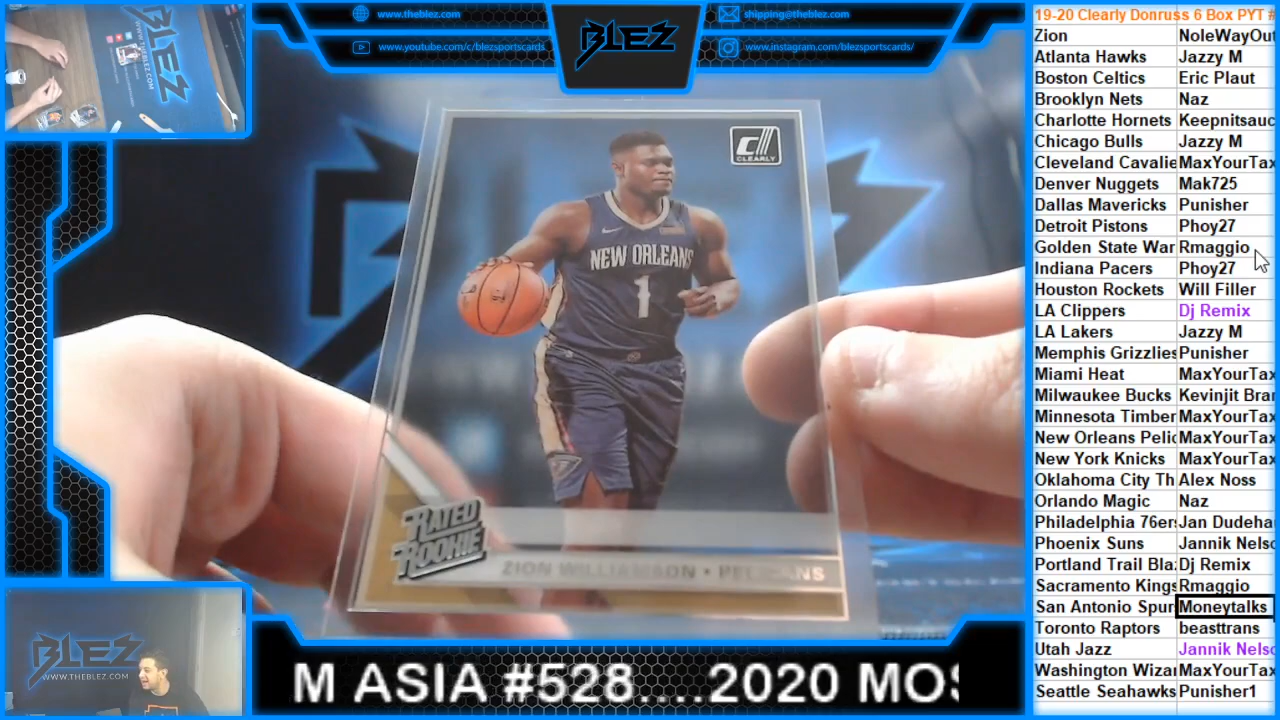 www.theblez.com
www.youtube.com/c/blezsportscards
BLEZ
shipping@theblez.com
www.instagram.com/blezsportscards/
BLEZ
THEBLEZ.COM
CLEARLY
NEW ORLEANS
1
RATED
ROOKIE
ZION WILLIAMSON • PELICANS
BLEZ
WWW.THEBLEZ.COM
M ASIA #528....2020 MOS
19-20 Clearly Donruss 6 Box PYT #
Zion NoleWayOut
Atlanta Hawks Jazzy M
Boston Celtics Eric Plaut
Brooklyn Nets Naz
Charlotte Hornets Keepnitsauc
Chicago Bulls Jazzy M
Cleveland Cavalie MaxYourTax
Denver Nuggets Mak725
Dallas Mavericks Punisher
Detroit Pistons Phoy27
Golden State War Rmaggio
Indiana Pacers Phoy27
Houston Rockets Will Filler
LA Clippers Dj Remix
LA Lakers Jazzy M
Memphis Grizzlies Punisher
Miami Heat MaxYourTax
Milwaukee Bucks Kevinjit Bra
Minnesota Timber MaxYourTax
New Orleans Pelic MaxYourTax
New York Knicks MaxYourTax
Oklahoma City Th Alex Noss
Orlando Magic Naz
Philadelphia 76ers Jan Dudeha
Phoenix Suns Jannik Nelso
Portland Trail Bla Dj Remix
Sacramento Kings Rmaggio
San Antonio Spur Moneytalks
Toronto Raptors beasttrans
Utah Jazz Jannik Nelso
Washington Wiza MaxYourTax
Seattle Seahawks Punisher1